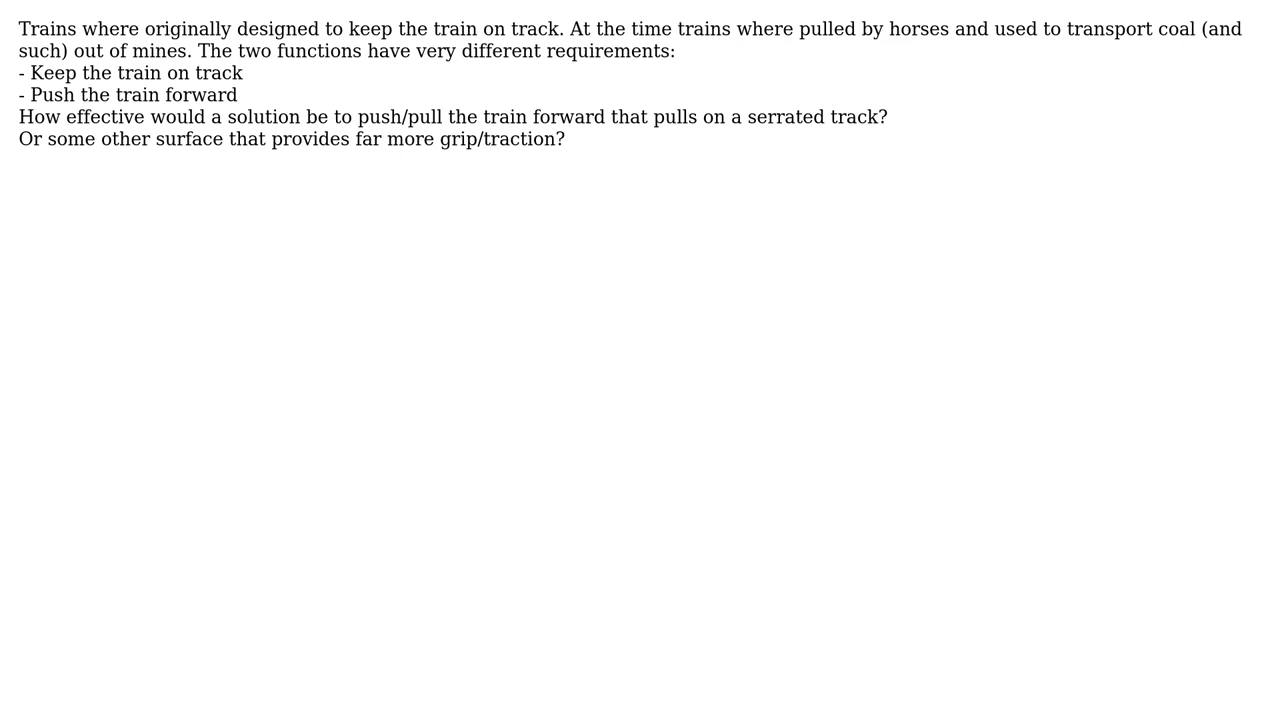 Trains where originally designed to keep the train on track. At the time trains where pulled by horses and used to transport coal (and
such) out of mines. The two functions have very different requirements:
- Keep the train on track
- Push the train forward
How effective would a solution be to push/pull the train forward that pulls on a serrated track?
Or some other surface that provides far more grip/traction?